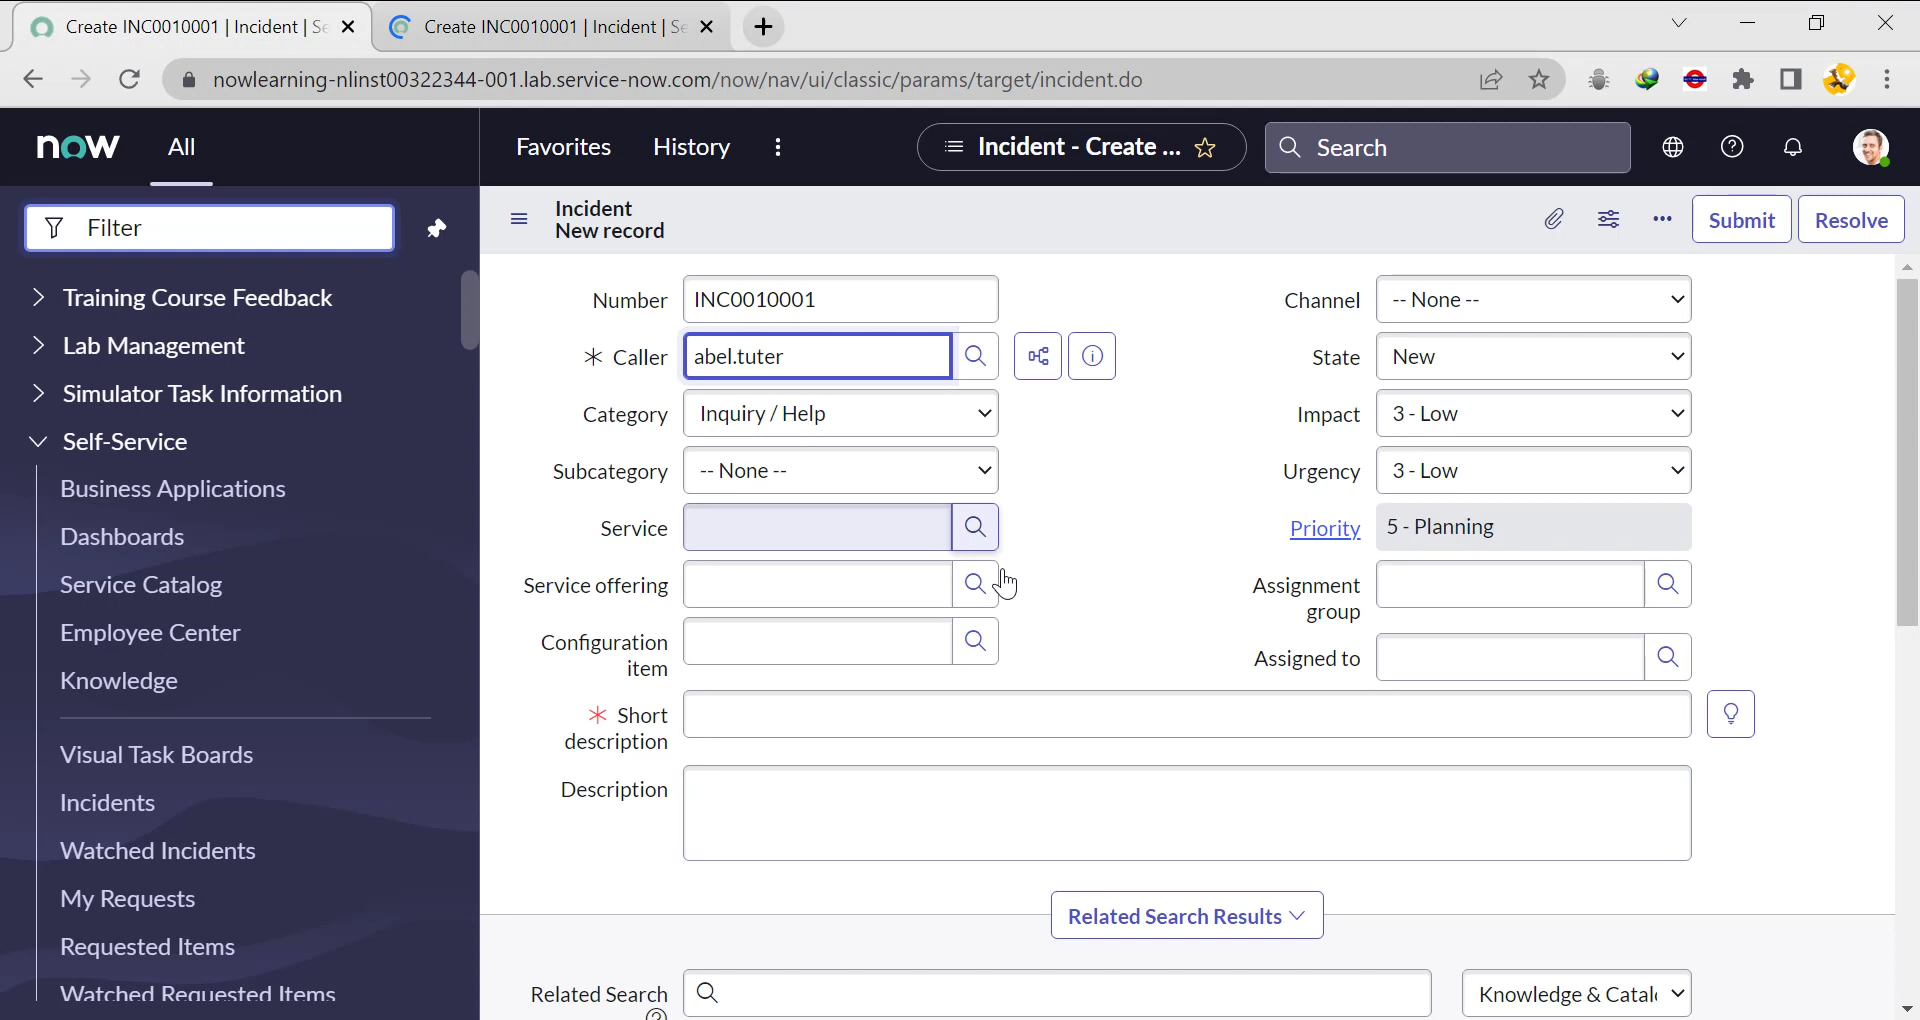 Create INC0010001 | Incident | Se
Create INC0010001 | Incident | Se
nowlearning-nlinst00322344-001.lab.service-now.com/now/nav/ui/classic/params/target/incident.do
now
All
Favorites
History
Incident - Create ...
Search
Filter
Incident
New record
Submit
Resolve
Training Course Feedback
Lab Management
Simulator Task Information
Self-Service
Business Applications
Dashboards
Service Catalog
Employee Center
Knowledge
Visual Task Boards
Incidents
Watched Incidents
My Requests
Requested Items
Watched Requested Items
Number INC0010001
* Caller abel.tuter
Category Inquiry / Help
Subcategory -- None --
Service
Service offering
Configuration
item
Channel -- None --
State New
Impact 3 - Low
Urgency 3 - Low
Priority 5 - Planning
Assignment
group
Assigned to
* Short
description
Description
Related Search Results
Related Search
Knowledge & Catal